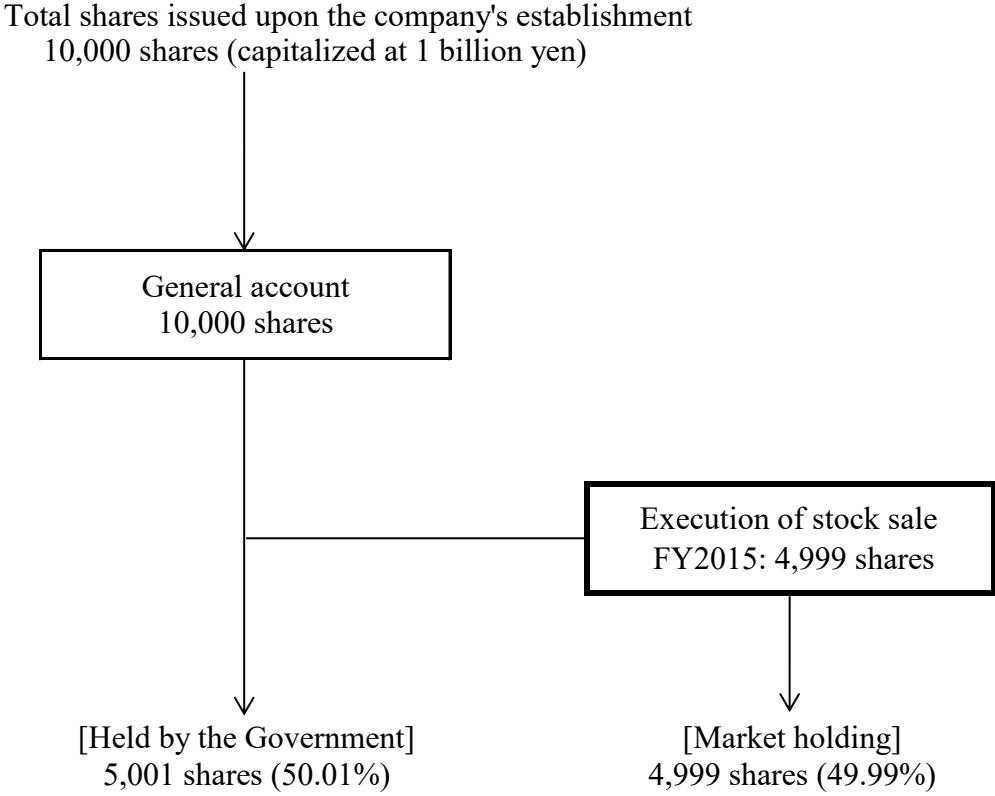 Total shares issued upon the company's establishment
10,000 shares (capitalized at 1 billion yen)
General account
10,000 shares
Execution of stock sale
FY2015: 4,999 shares
[Held by the Government]
5,001 shares (50.01%)
[Market holding]
4,999 shares (49.99%)